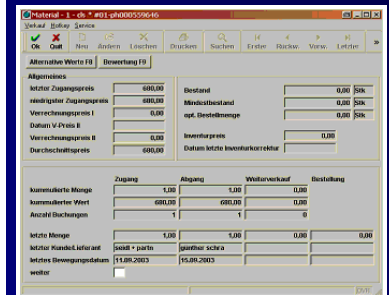 Material - 1 - ch * #01-ph000559646
Verkauf Hotkey Service
Ok Quit Neu Ändern Löschen Drucken Suchen Erster Rückw. Vorw. Letzter »
Alternative Werte F8 Bewertung F9
Allgemeines
letzter Zugangspreis 680,00
niedrigster Zugangspreis 680,00
Verrechnungspreis I 0,00
Datum V-Preis II
Verrechnungspreis II 0,00
Durchschnittspreis 680,00
Bestand 0,00 Stk
Mindestbestand 0,00 Stk
opt. Bestellmenge 0,00 Stk
Inventurpreis 0,00
Datum letzte Inventurkorrektur
Zugang Abgang Weiterverkauf Bestellung
kummulierte Menge 1,00 1,00 0,00
kummulierter Wert 680,00 680,00 0,00
Anzahl Buchungen 1 1 0
letzte Menge 1,00 1,00 0,00 0,00
letzter Kunde/Lieferant seidl + partn günther schra
letztes Bewegungsdatum 11.09.2003 15.09.2003
weiter
OVR